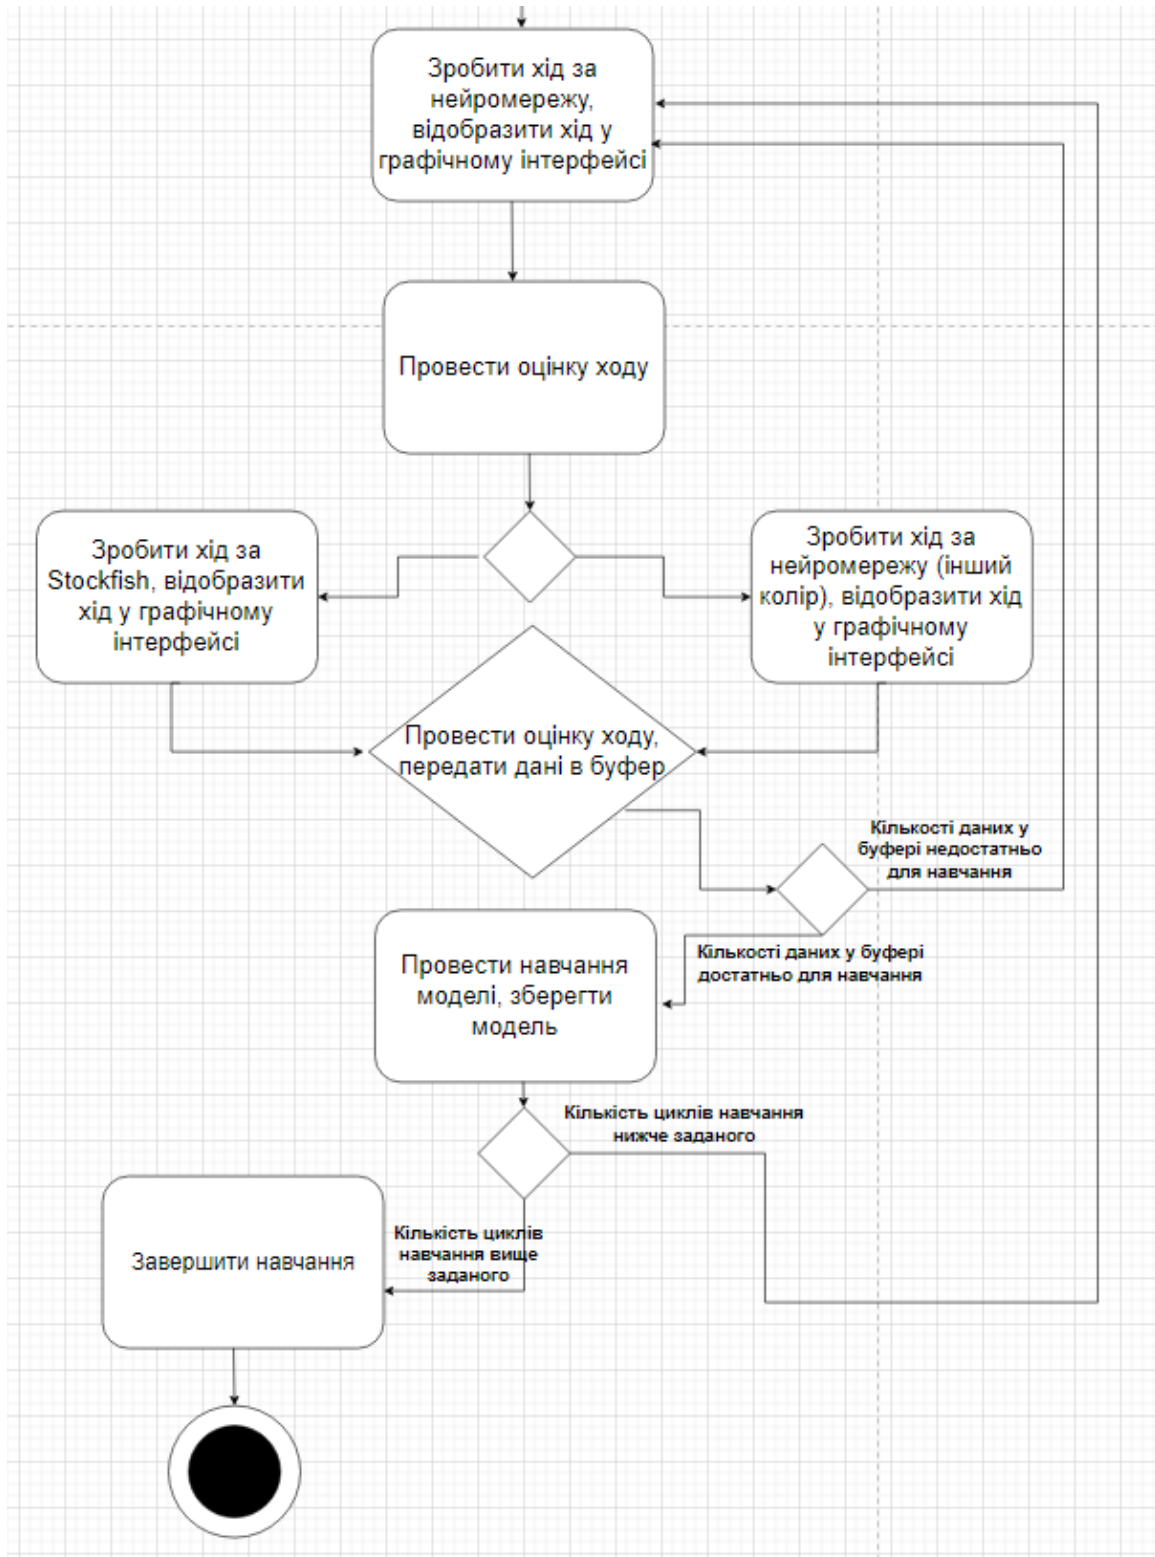 Зробити хід за
нейромережу,
відобразити хід у
графічному інтерфейсі
Провести оцінку ходу
Зробити хід за
Stockfish, відобразити
хід у графічному
інтерфейсі
Зробити хід за
нейромережу (інший
колір), відобразити хід
у графічному
інтерфейсі
Провести оцінку ходу,
передати дані в буфер
Кількості даних у
буфері недостатньо
для навчання
Кількості даних у буфері
достатньо для навчання
Провести навчання
моделі, зберегти
модель
Кількість циклів навчання
нижче заданого
Кількість циклів
навчання вище
заданого
Завершити навчання